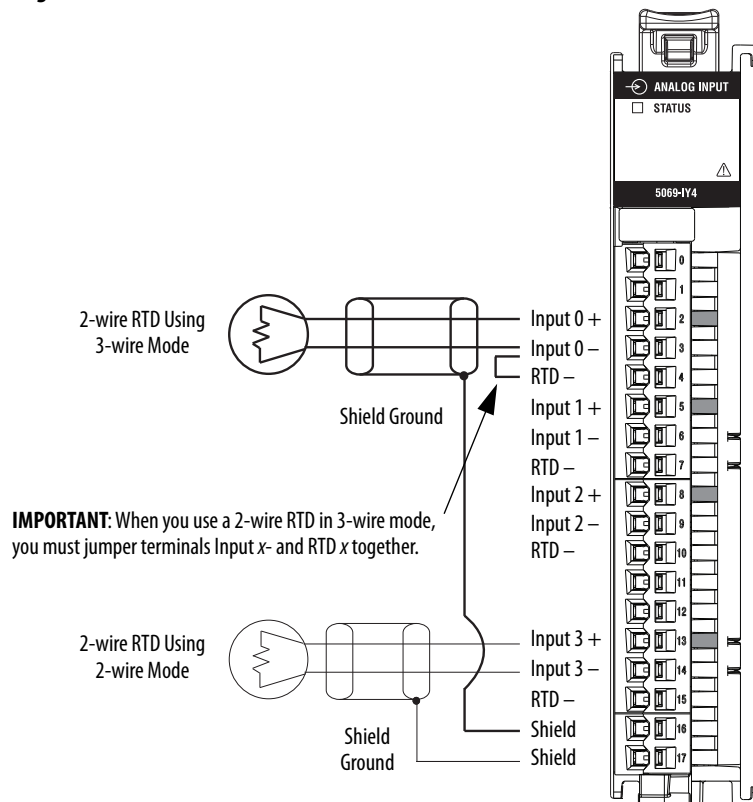 ANALOG INPUT
STATUS
5069-IY4
0
1
2
3
4
5
6
7
8
9
10
11
12
13
14
15
16
17
2-wire RTD Using
3-wire Mode
Shield Ground
Input 0 +
Input 0 –
RTD –
Input 1 +
Input 1 –
RTD –
Input 2 +
Input 2 –
RTD –
IMPORTANT: When you use a 2-wire RTD in 3-wire mode,
you must jumper terminals Input x- and RTD x together.
2-wire RTD Using
2-wire Mode
Shield
Ground
Input 3 +
Input 3 –
RTD –
Shield
Shield